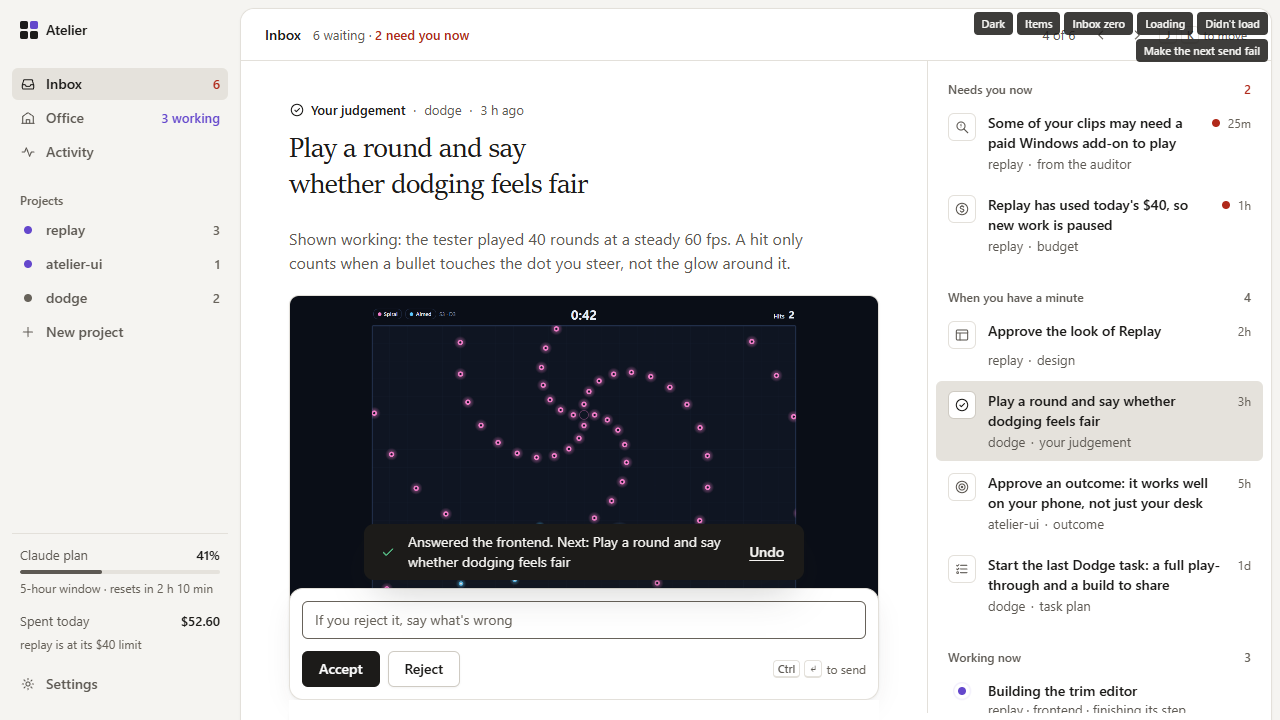 Atelier
Inbox 6
Office 3 working
Activity
Projects
replay 3
atelier-ui 1
dodge 2
New project
Claude plan 41%
5-hour window · resets in 2 h 10 min
Spent today $52.60
replay is at its $40 limit
Settings
Inbox 6 waiting · 2 need you now
4 of 6
to move
Dark
Items
Inbox zero
Loading
Didn't load
Make the next send fail
Your judgement · dodge · 3 h ago
Play a round and say
whether dodging feels fair
Shown working: the tester played 40 rounds at a steady 60 fps. A hit only
counts when a bullet touches the dot you steer, not the glow around it.
Spiral
Aimed
0:42
Hits 2
Answered the frontend. Next: Play a round and say
whether dodging feels fair
Undo
If you reject it, say what's wrong
Accept
Reject
Ctrl ↵ to send
Needs you now 2
Some of your clips may need a 25m
paid Windows add-on to play
replay · from the auditor
Replay has used today's $40, so 1h
new work is paused
replay · budget
When you have a minute 4
Approve the look of Replay 2h
replay · design
Play a round and say whether 3h
dodging feels fair
dodge · your judgement
Approve an outcome: it works well 5h
on your phone, not just your desk
atelier-ui · outcome
Start the last Dodge task: a full play- 1d
through and a build to share
dodge · task plan
Working now 3
Building the trim editor
replay · frontend · finishing its step